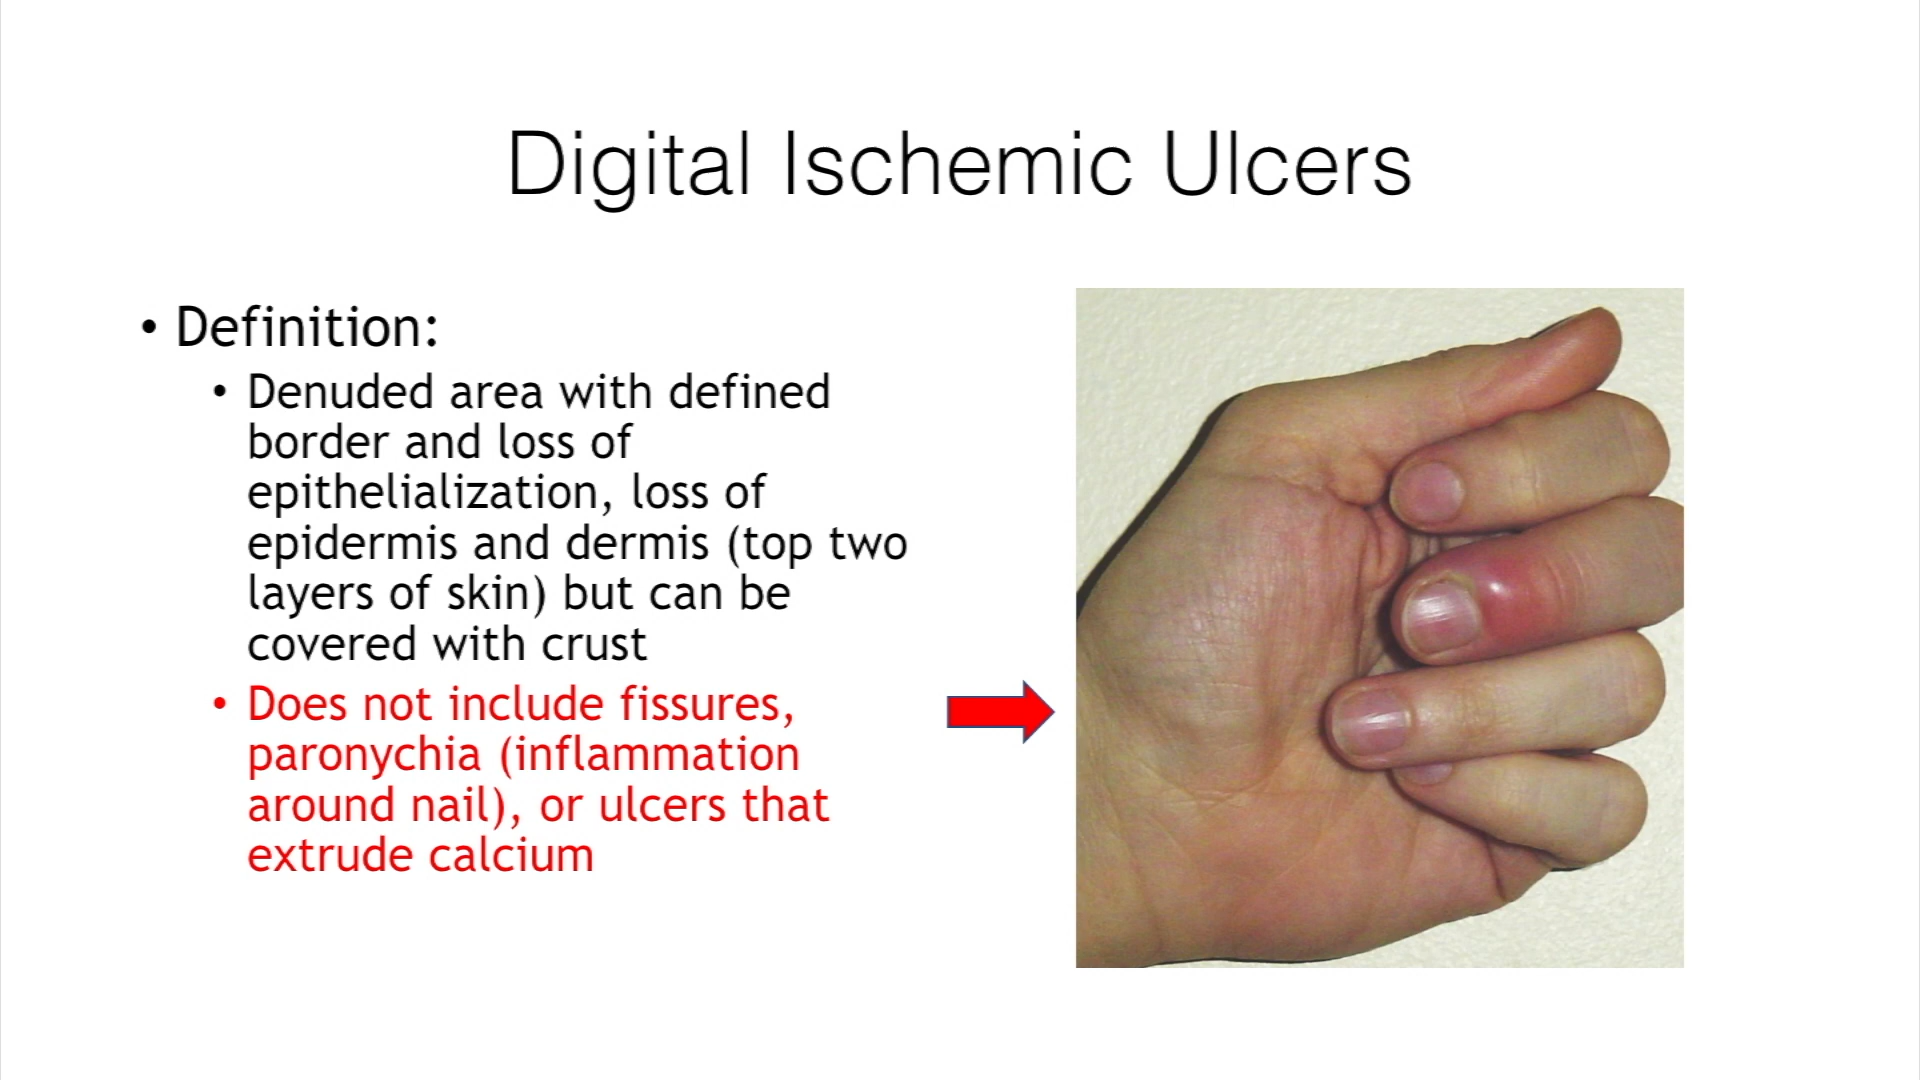 Digital Ischemic Ulcers
• Definition:
• Denuded area with defined
border and loss of
epithelialization, loss of
epidermis and dermis (top two
layers of skin) but can be
covered with crust
• Does not include fissures,
paronychia (inflammation
around nail), or ulcers that
extrude calcium